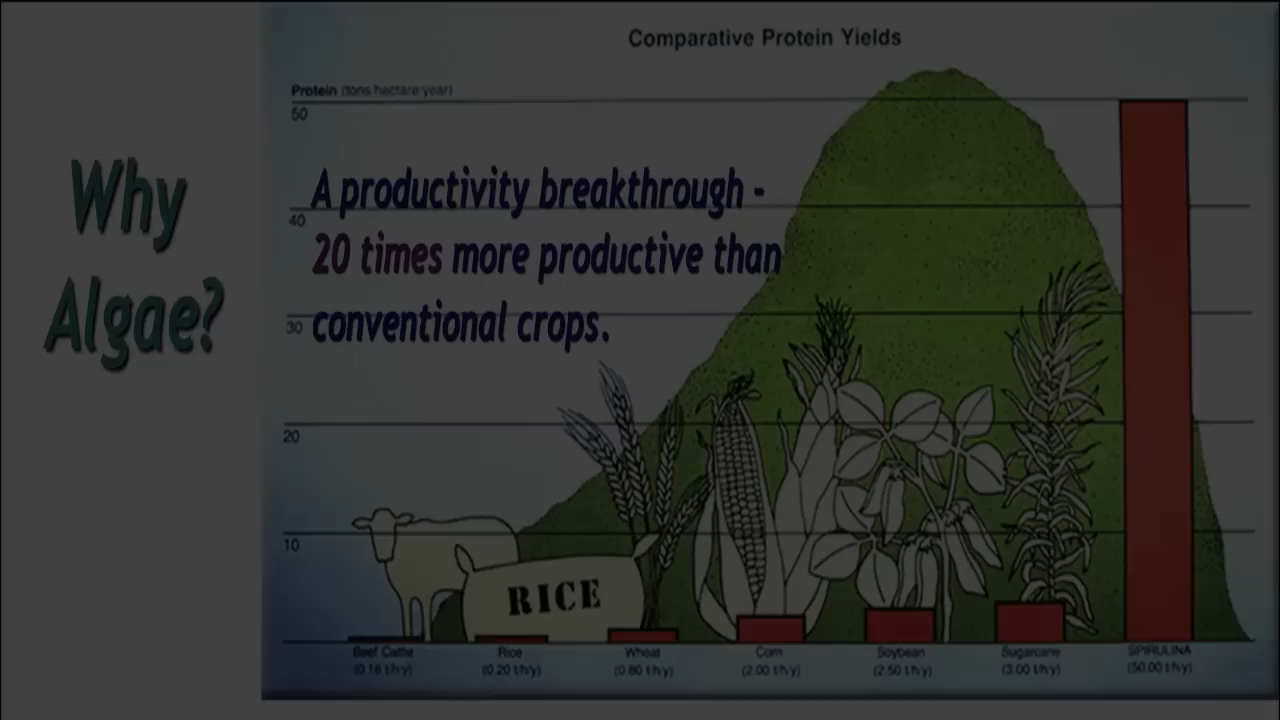 Comparative Protein Yields
Protein (tons/hectare/year)
50
40
30
20
10
Why
Algae?
A productivity breakthrough -
20 times more productive than
conventional crops.
RICE
Beef Cattle
(0.16 t/h/y)
Rice
(0.20 t/h/y)
Wheat
(0.80 t/h/y)
Corn
(2.00 t/h/y)
Soybean
(2.50 t/h/y)
Sugarcane
(3.00 t/h/y)
SPIRULINA
(50.00 t/h/y)